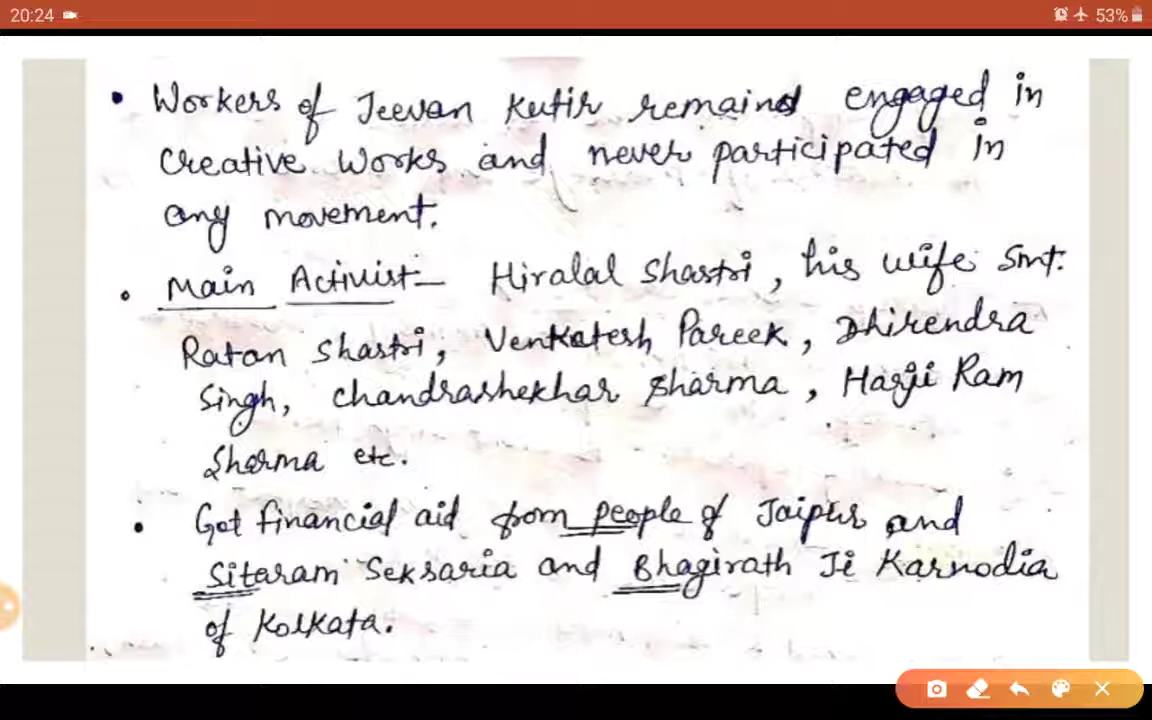 20:24
53%
• Workers of Jeevan Kutir remained engaged in
Creative Works and never participated in
any movement.
• Main Activist - Hiralal Shastri, his wife Smt.
Ratan Shastri, Venkatesh Pareek, Dhirendra
Singh, Chandrashekhar Sharma, Harji Ram
Sharma etc.
• Got financial aid from people of Jaipur and
Sitaram Seksaria and Bhagirath Ji Karnodia
of Kolkata.